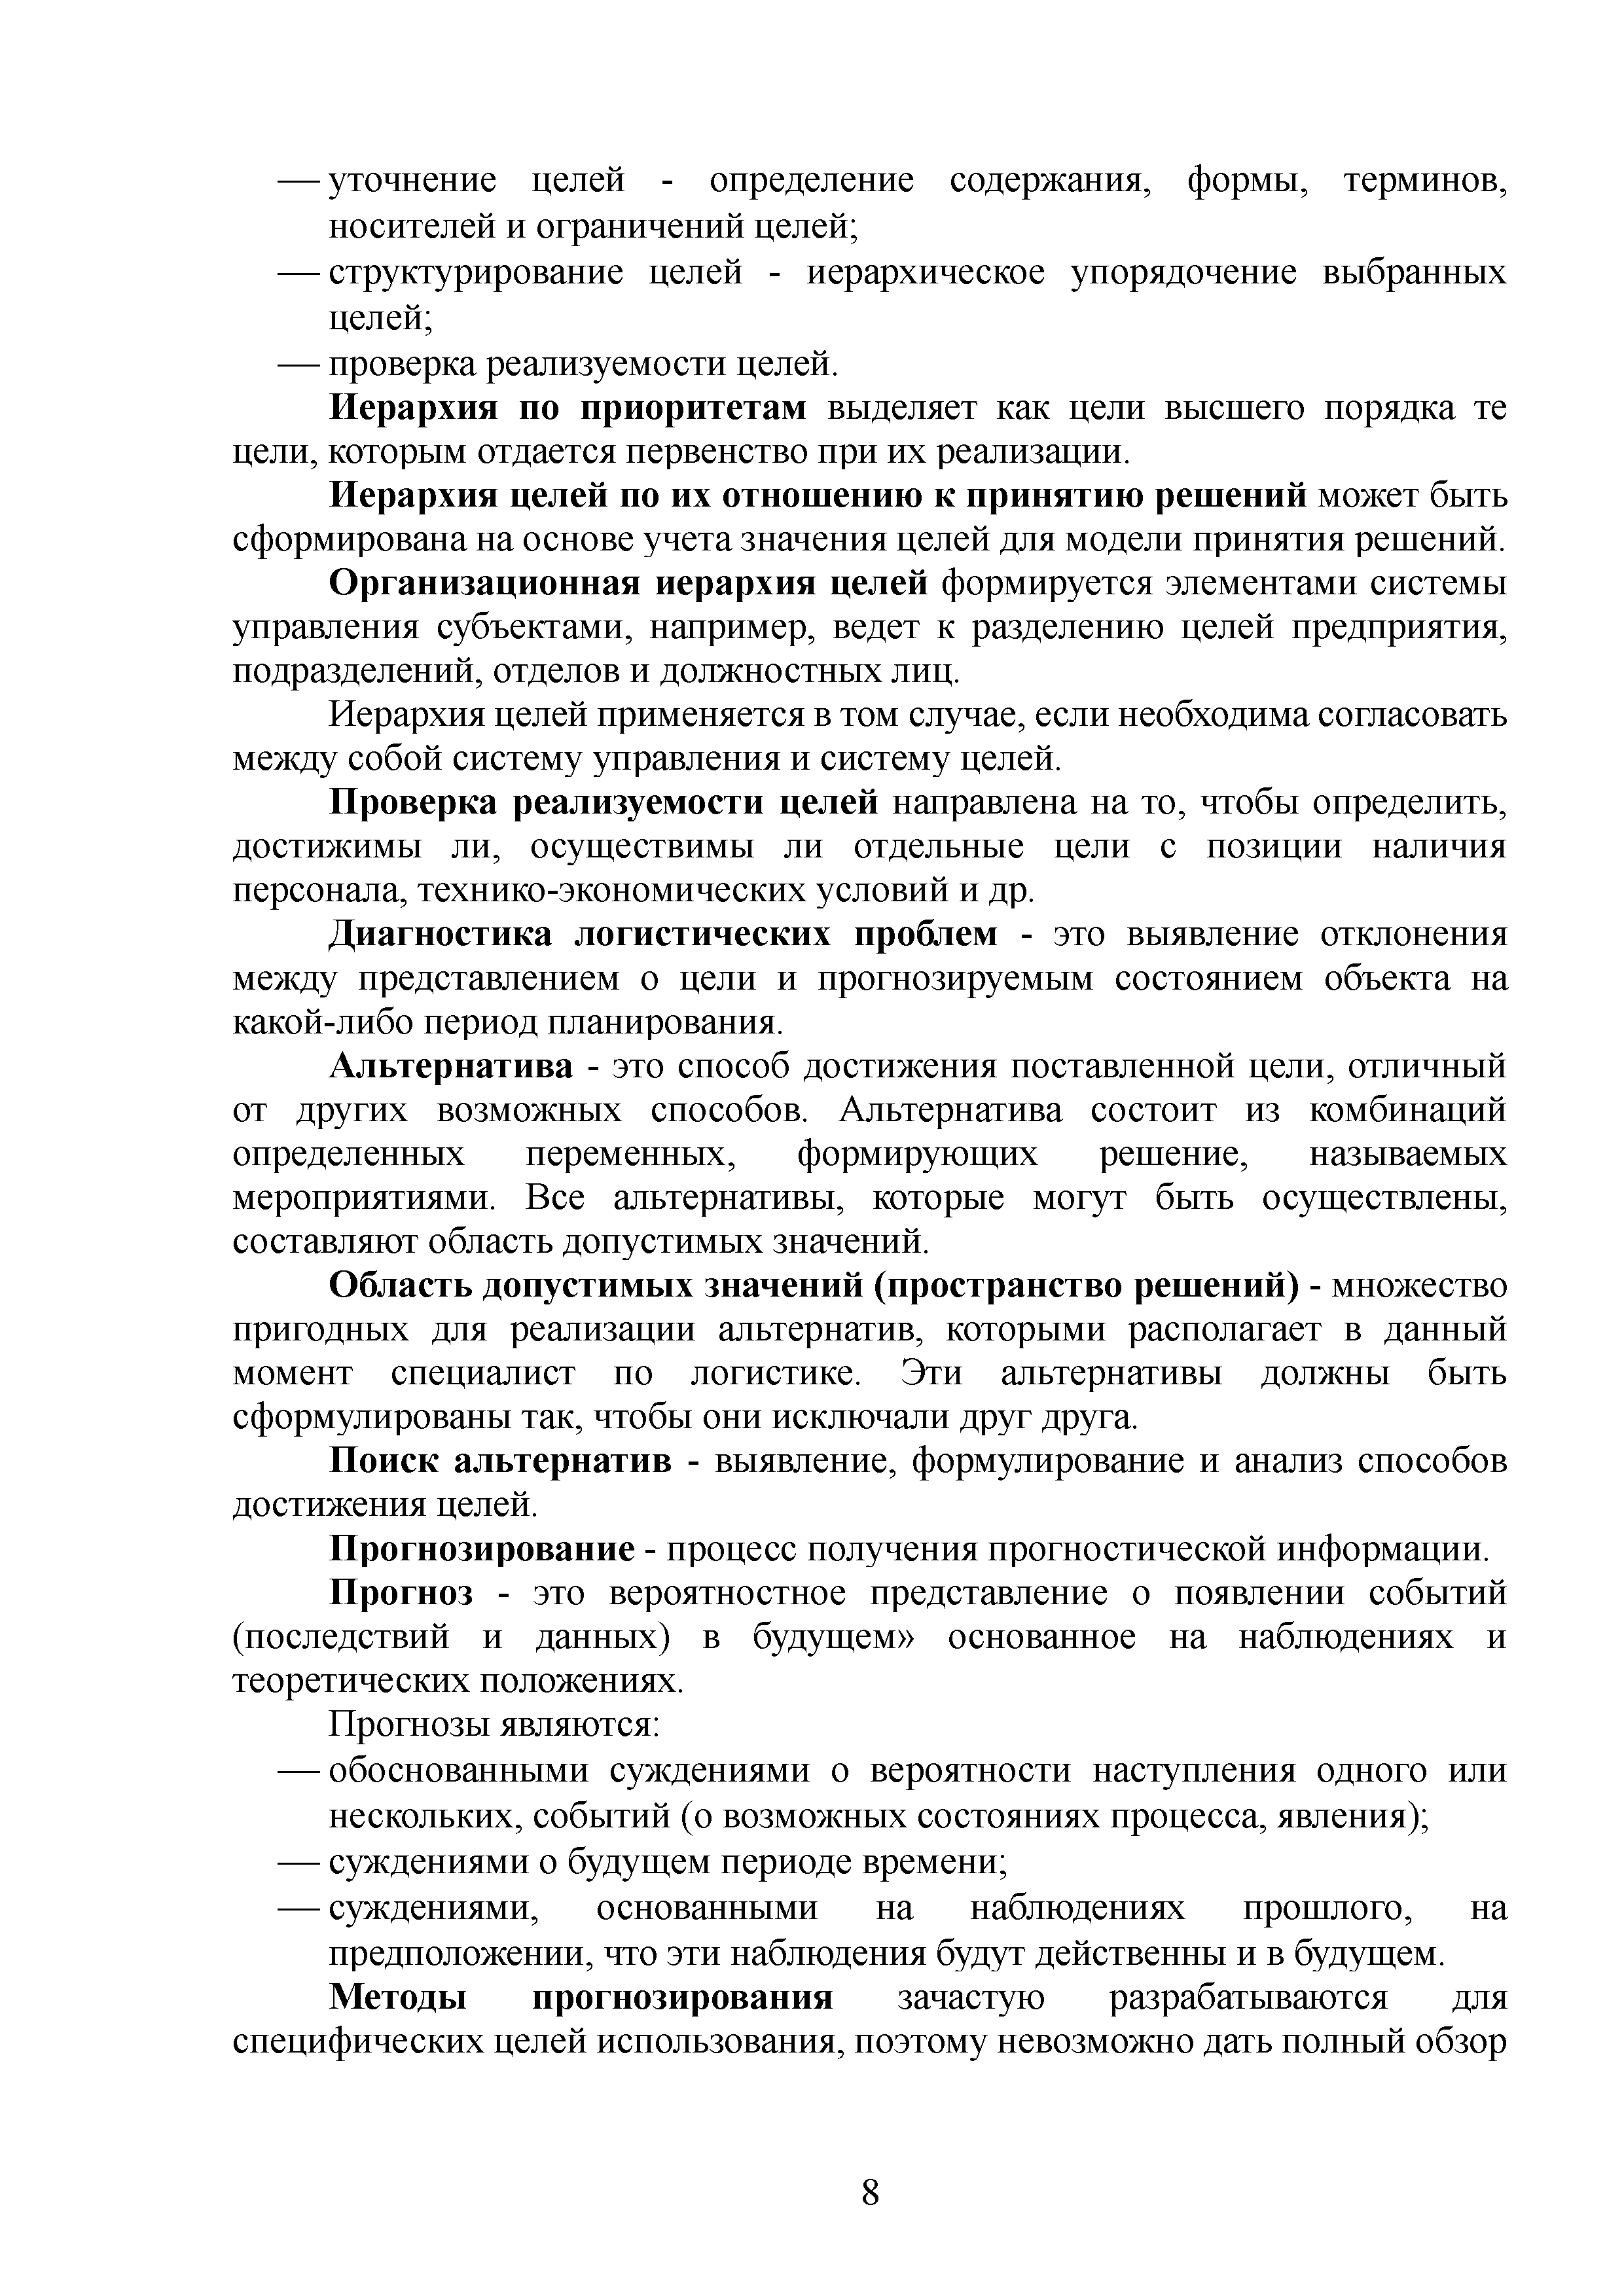 — уточнение целей - определение содержания, формы, терминов,
носителей и ограничений целей;
— структурирование целей - иерархическое упорядочение выбранных
целей;
— проверка реализуемости целей.
Иерархия по приоритетам выделяет как цели высшего порядка те
цели, которым отдается первенство при их реализации.
Иерархия целей по их отношению к принятию решений может быть
сформирована на основе учета значения целей для модели принятия решений.
Организационная иерархия целей формируется элементами системы
управления субъектами, например, ведет к разделению целей предприятия,
подразделений, отделов и должностных лиц.
Иерархия целей применяется в том случае, если необходима согласовать
между собой систему управления и систему целей.
Проверка реализуемости целей направлена на то, чтобы определить,
достижимы ли, осуществимы ли отдельные цели с позиции наличия
персонала, технико-экономических условий и др.
Диагностика логистических проблем - это выявление отклонения
между представлением о цели и прогнозируемым состоянием объекта на
какой-либо период планирования.
Альтернатива - это способ достижения поставленной цели, отличный
от других возможных способов. Альтернатива состоит из комбинаций
определенных переменных, формирующих решение, называемых
мероприятиями. Все альтернативы, которые могут быть осуществлены,
составляют область допустимых значений.
Область допустимых значений (пространство решений) - множество
пригодных для реализации альтернатив, которыми располагает в данный
момент специалист по логистике. Эти альтернативы должны быть
сформулированы так, чтобы они исключали друг друга.
Поиск альтернатив - выявление, формулирование и анализ способов
достижения целей.
Прогнозирование - процесс получения прогностической информации.
Прогноз - это вероятностное представление о появлении событий
(последствий и данных) в будущем» основанное на наблюдениях и
теоретических положениях.
Прогнозы являются:
— обоснованными суждениями о вероятности наступления одного или
нескольких, событий (о возможных состояниях процесса, явления);
— суждениями о будущем периоде времени;
— суждениями, основанными на наблюдениях прошлого, на
предположении, что эти наблюдения будут действенны и в будущем.
Методы прогнозирования зачастую разрабатываются для
специфических целей использования, поэтому невозможно дать полный обзор
8